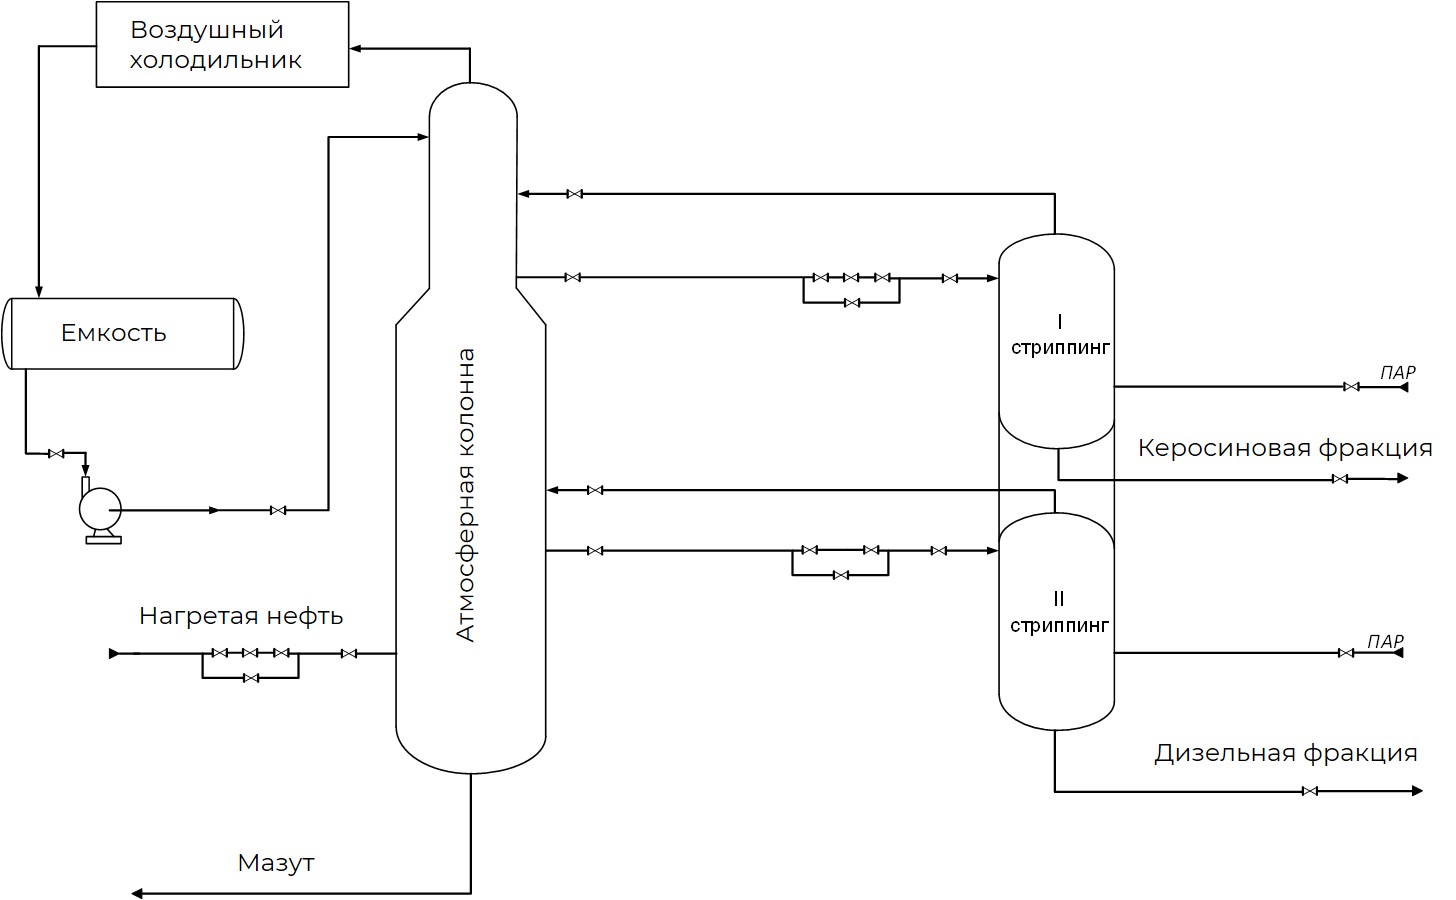 Воздушный
холодильник
Емкость
Атмосферная колонна
I
стриппинг
ПАР
Керосиновая фракция
II
стриппинг
Нагретая нефть
ПАР
Дизельная фракция
Мазут